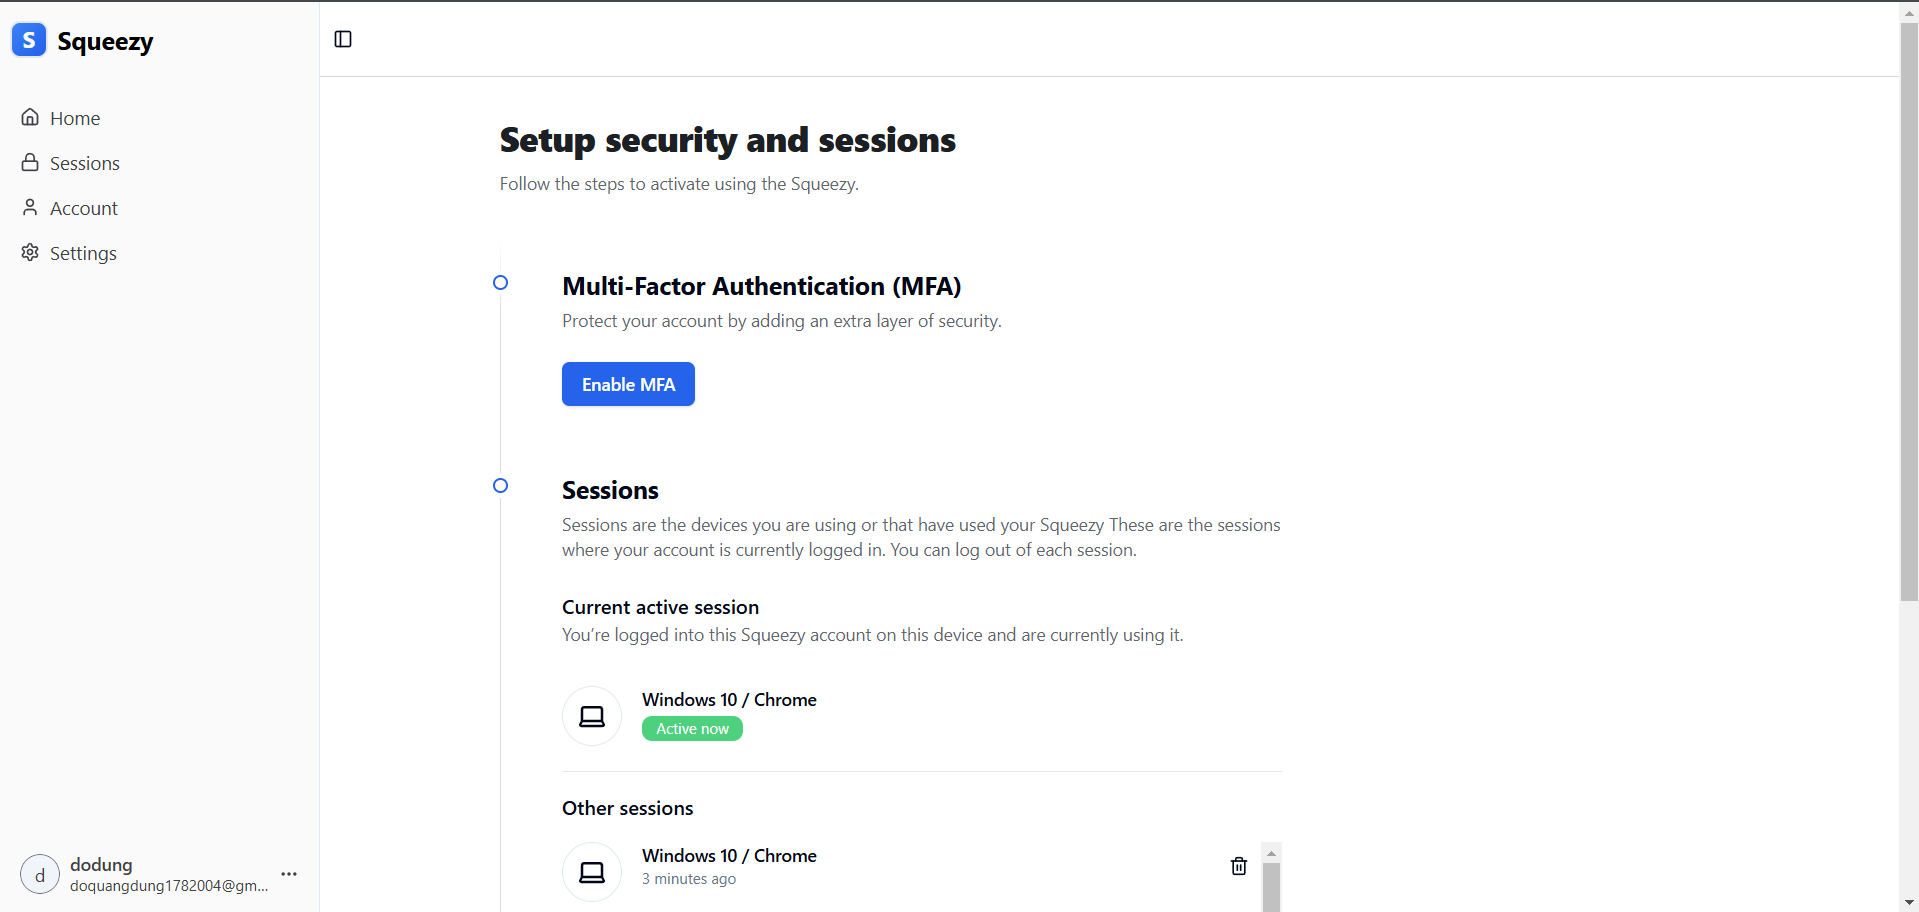 S Squeezy
Home
Sessions
Account
Settings
d
dodung
doquangdung1782004@gm...
Setup security and sessions
Follow the steps to activate using the Squeezy.
Multi-Factor Authentication (MFA)
Protect your account by adding an extra layer of security.
Enable MFA
Sessions
Sessions are the devices you are using or that have used your Squeezy These are the sessions
where your account is currently logged in. You can log out of each session.
Current active session
You’re logged into this Squeezy account on this device and are currently using it.
Windows 10 / Chrome
Active now
Other sessions
Windows 10 / Chrome
3 minutes ago